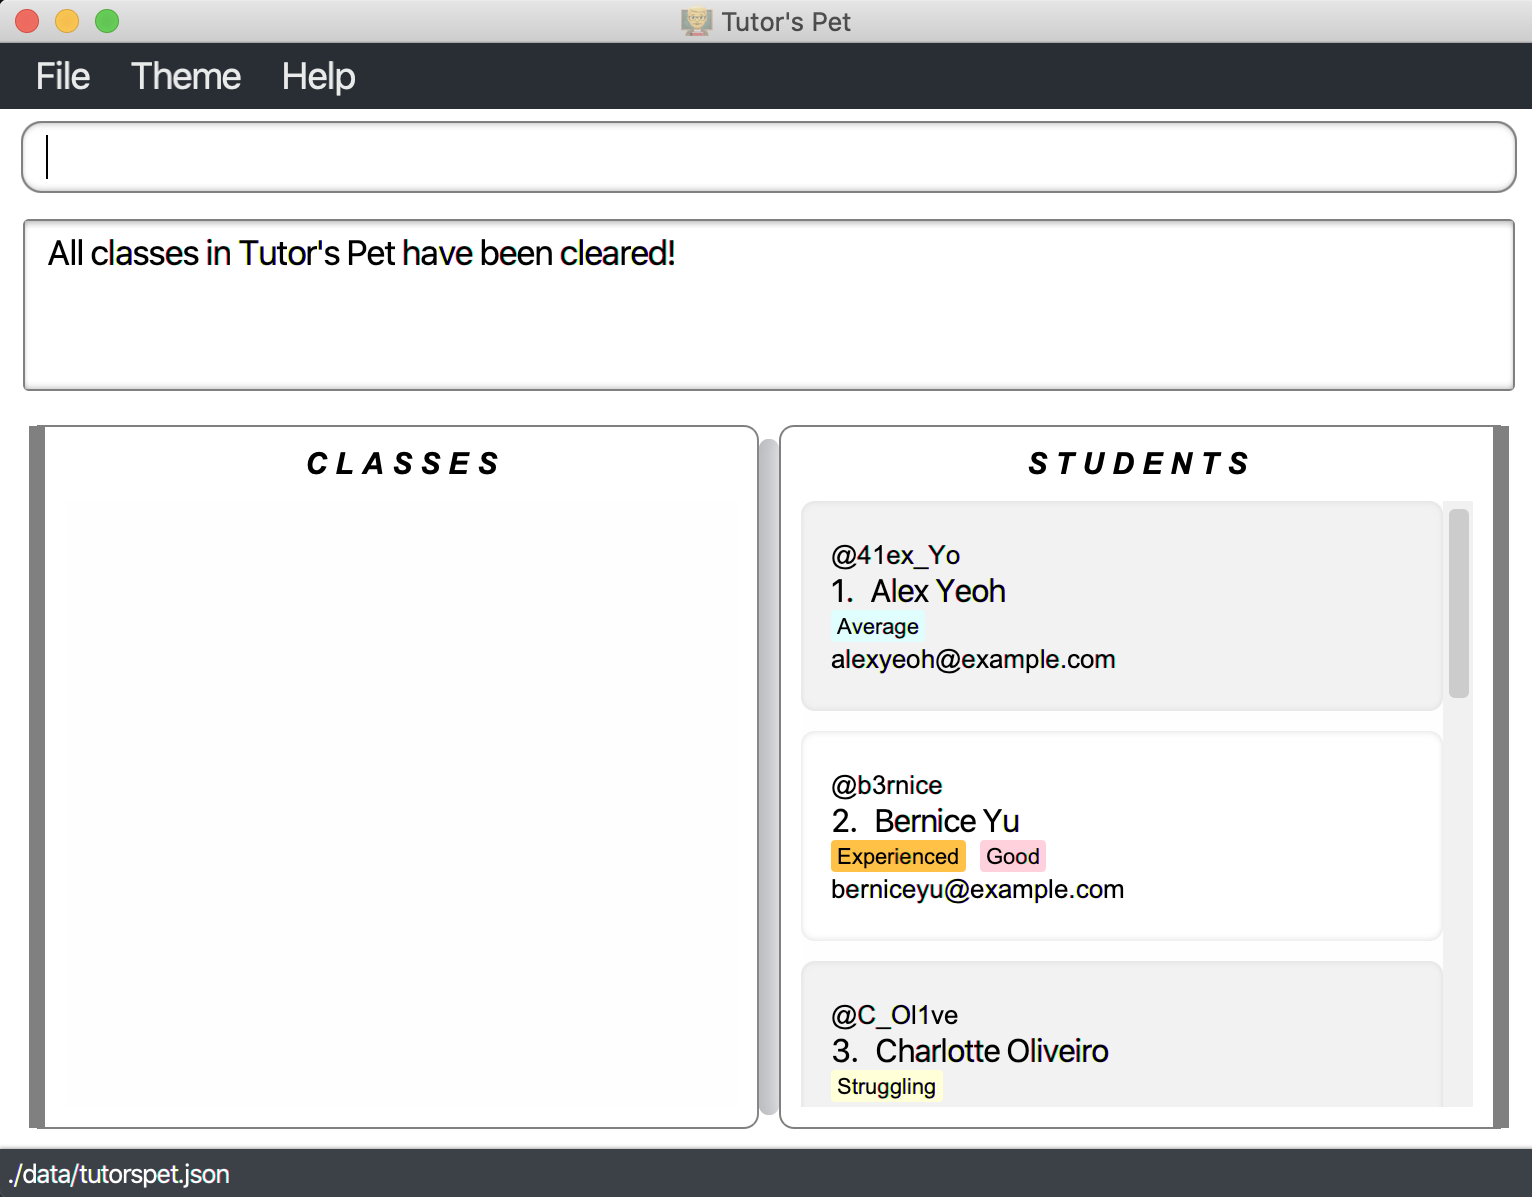 Tutor's Pet
File Theme Help
All classes in Tutor's Pet have been cleared!
CLASSES
STUDENTS
@41ex_Yo
1. Alex Yeoh
Average
alexyeoh@example.com
@b3rnice
2. Bernice Yu
Experienced Good
berniceyu@example.com
@C_Ol1ve
3. Charlotte Oliveiro
Struggling
./data/tutorspet.json